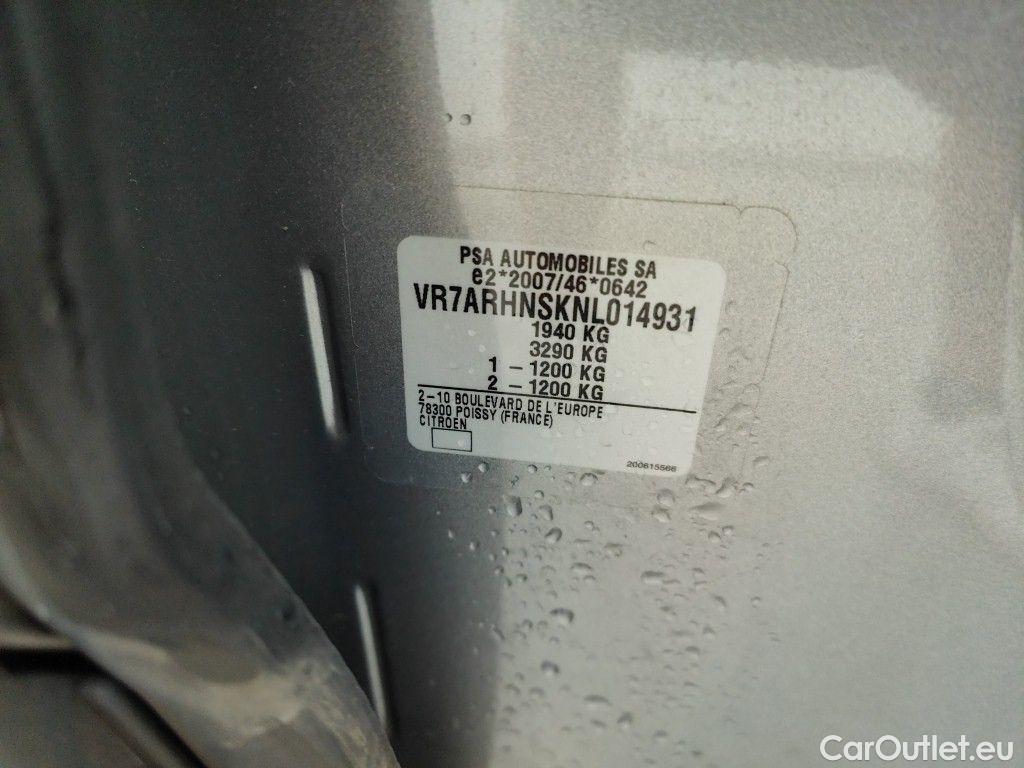 PSA AUTOMOBILES SA
e2*2007/46*0642
VR7ARHNSKNL014931
1940 KG
3290 KG
1 – 1200 KG
2 – 1200 KG
2–10 BOULEVARD DE L'EUROPE
78300 POISSY (FRANCE)
CITROEN
200615566
CarOutlet.eu